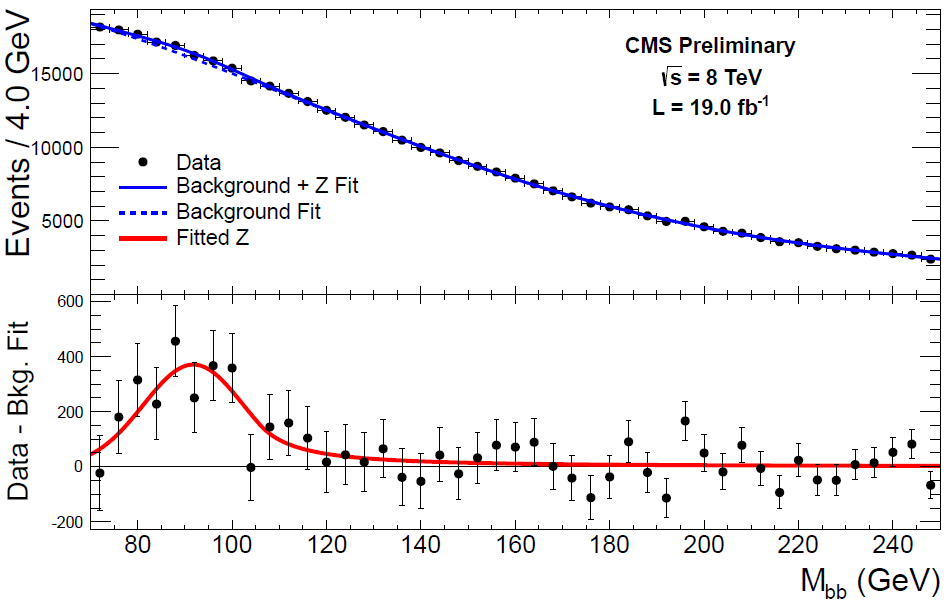 Events / 4.0 GeV
15000
10000
5000
CMS Preliminary
√s = 8 TeV
L = 19.0 fb⁻¹
Data
Background + Z Fit
Background Fit
Fitted Z
Data - Bkg. Fit
600
400
200
0
-200
80 100 120 140 160 180 200 220 240
M_bb (GeV)